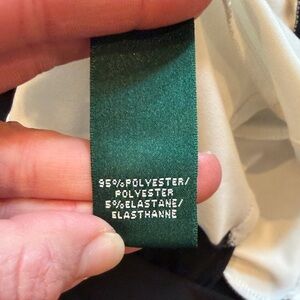 95%POLYESTER/
POLYESTER
5%ELASTANE/
ELASTHANNE